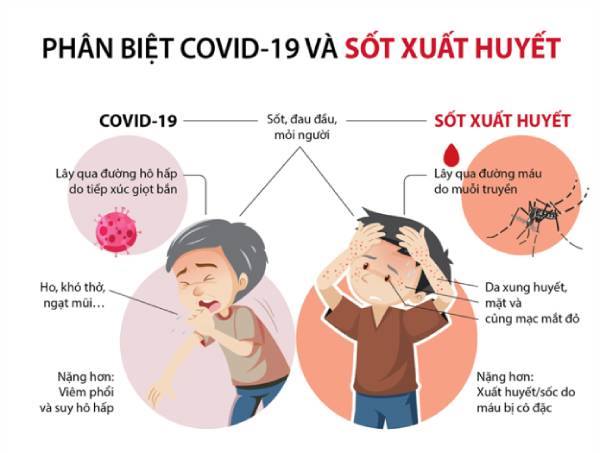 PHÂN BIỆT COVID-19 VÀ SỐT XUẤT HUYẾT
COVID-19
Sốt, đau đầu,
mỏi người
SỐT XUẤT HUYẾT
Lây qua đường hô hấp
do tiếp xúc giọt bắn
Lây qua đường máu
do muỗi truyền
Ho, khó thở,
ngạt mũi...
Da xung huyết,
mặt và
củng mạc mắt đỏ
Nặng hơn:
Viêm phổi
và suy hô hấp
Nặng hơn:
Xuất huyết/sốc do
máu bị cô đặc